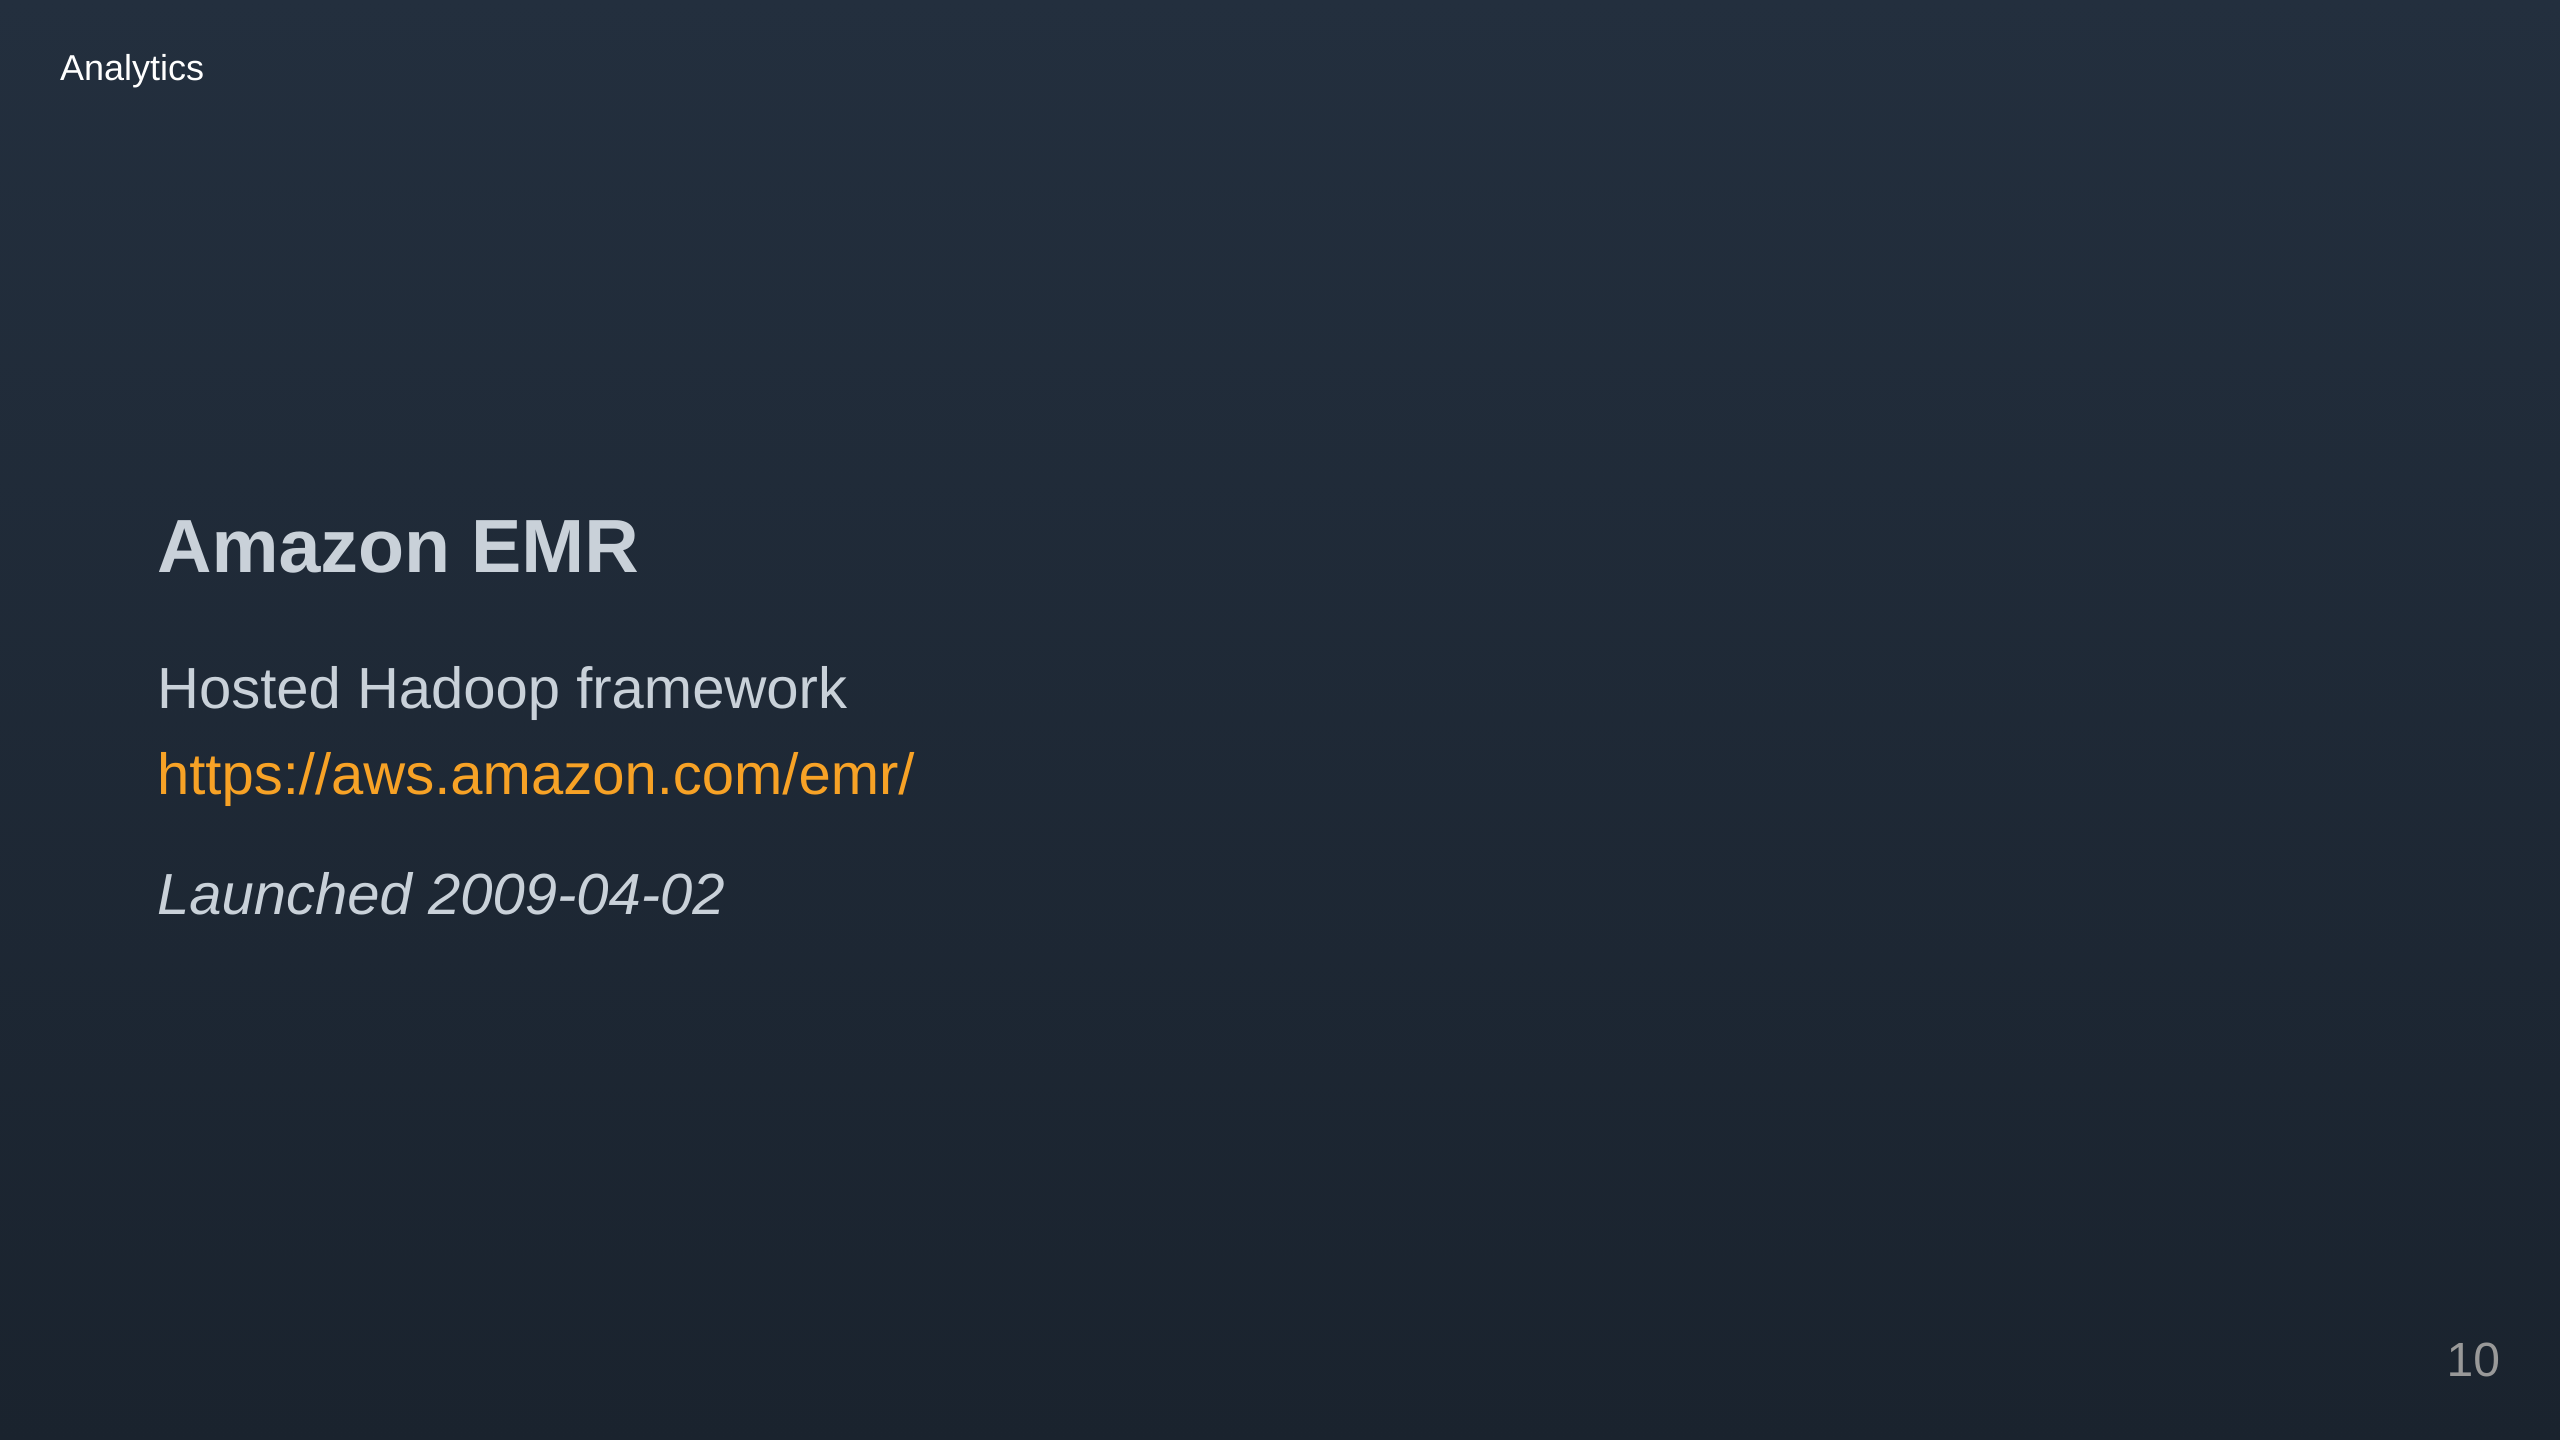 Analytics
Amazon EMR
Hosted Hadoop framework
https://aws.amazon.com/emr/
Launched 2009-04-02
10